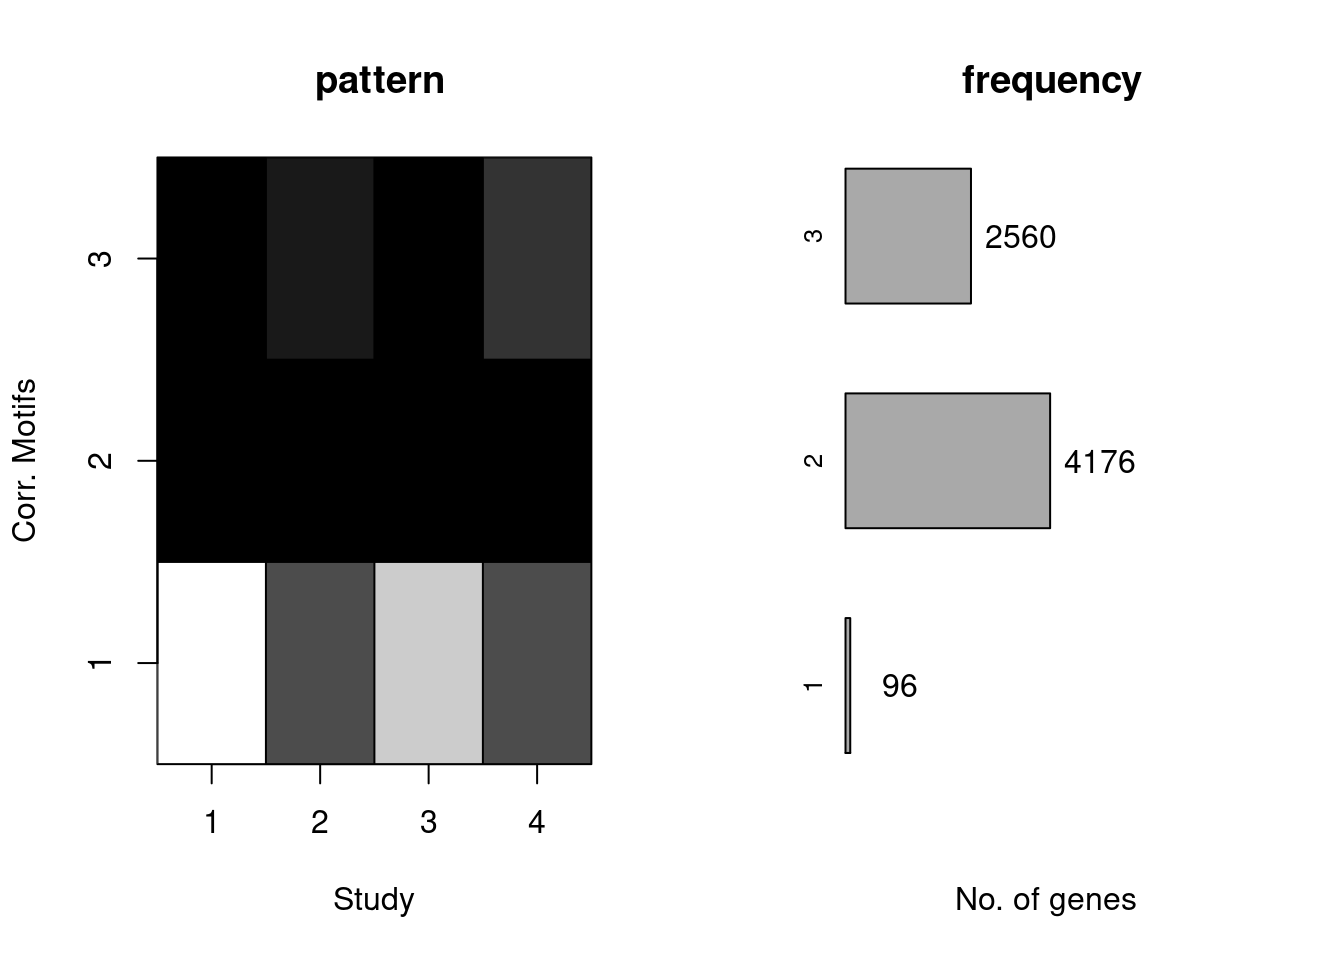 pattern
Corr. Motifs
3
2
1
1 2 3 4
Study
frequency
3
2560
2
4176
1
96
No. of genes